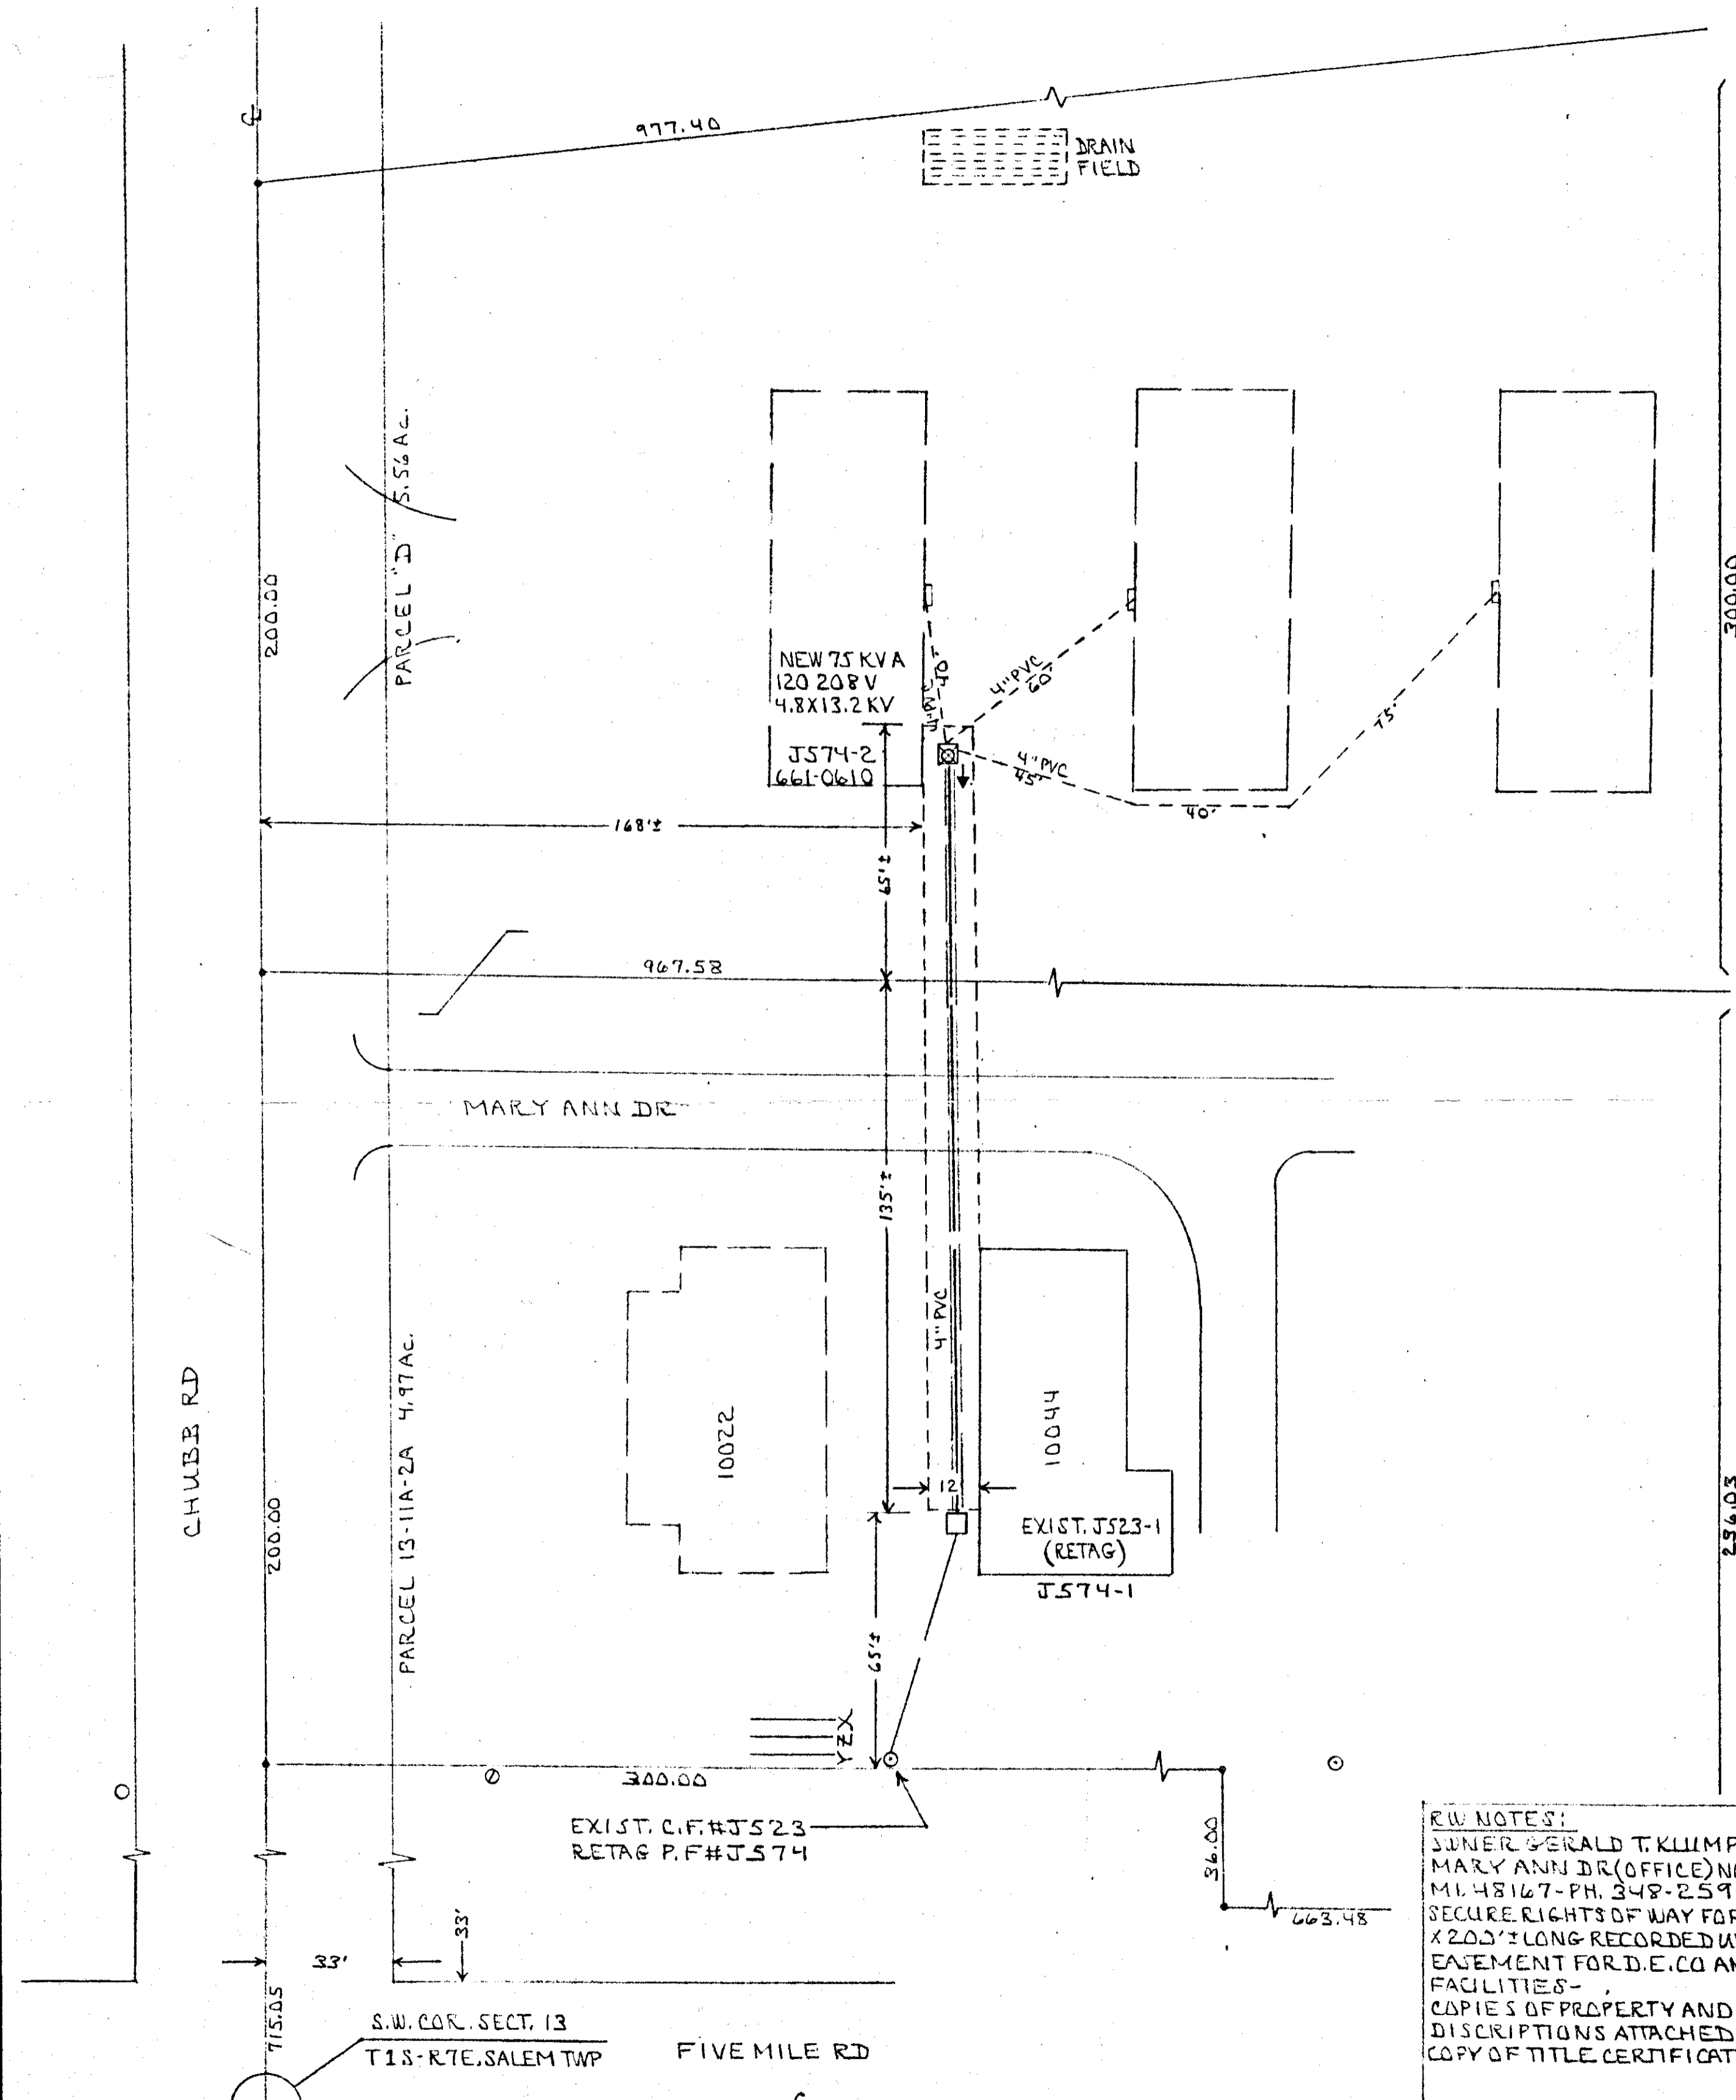 ℄
977.40
DRAIN
FIELD
PARCEL "D" 5.56 AC.
200.00
300.00
NEW 75 KVA
120 208 V
4.8X13.2 KV
J574-2
661-0610
4"PVC
40'
4"PVC
60'
4"PVC
45'
40'
75'
168'±
65'±
967.58
MARY ANN DR
135'±
4" PVC
CHUBB RD
PARCEL 13-11A-2A 4.97 AC.
200.00
10022
10044
12
EXIST. J523-1
(RETAG)
J574-1
236.03
65'±
YZX
300.00
EXIST. C.F.#J523
RETAG P.F#J574
36.00
663.48
33'
33'
715.05
S.W. COR. SECT. 13
T1S-R7E, SALEM TWP
FIVE MILE RD
RW NOTES:
OWNER GERALD T. KLUMP
MARY ANN DR(OFFICE)
MI. 48167-PH. 348-259
SECURE RIGHTS OF WAY FOR
X200'± LONG RECORDED
EASEMENT FOR D.E.CO
FACILITIES-
COPIES OF PROPERTY AND
DISCRIPTIONS ATTACHED
COPY OF TITLE